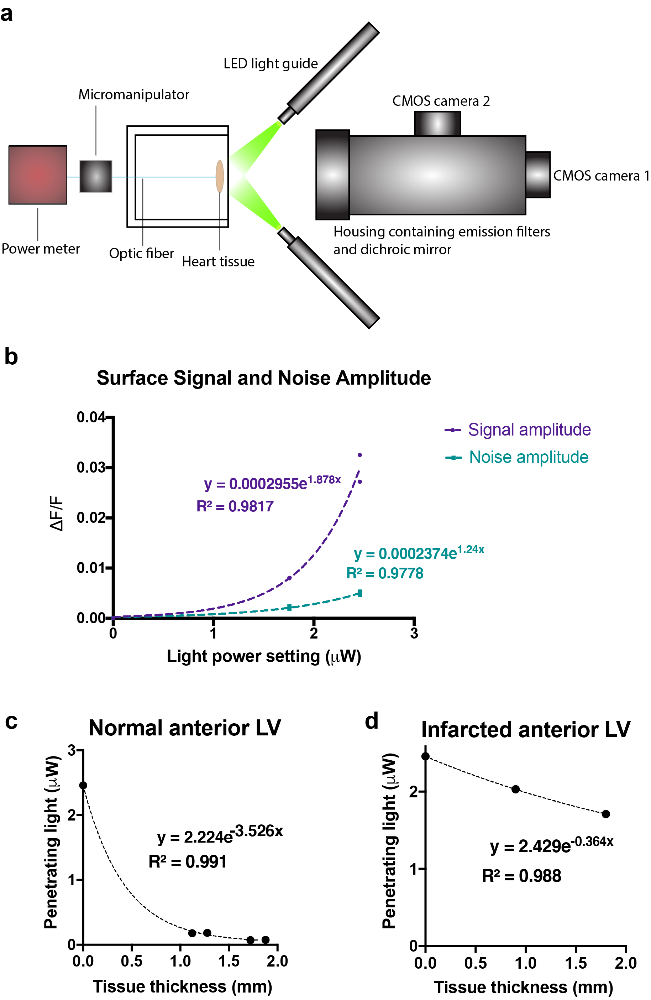 a
LED light guide
Micromanipulator
CMOS camera 2
CMOS camera 1
Housing containing emission filters
and dichroic mirror
Power meter
Optic fiber
Heart tissue
b
Surface Signal and Noise Amplitude
0.04
0.03
0.02
0.01
0.00
ΔF/F
Signal amplitude
Noise amplitude
y = 0.0002955e^1.878x
R² = 0.9817
y = 0.0002374e^1.24x
R² = 0.9778
0 1 2 3
Light power setting (μW)
c
Normal anterior LV
3
2
1
0
Penetrating light (μW)
y = 2.224e^-3.526x
R² = 0.991
0.0 0.5 1.0 1.5 2.0
Tissue thickness (mm)
d
Infarcted anterior LV
2
1
0
Penetrating light (μW)
y = 2.429e^-0.364x
R² = 0.988
0.0 0.5 1.0 1.5 2.0
Tissue thickness (mm)